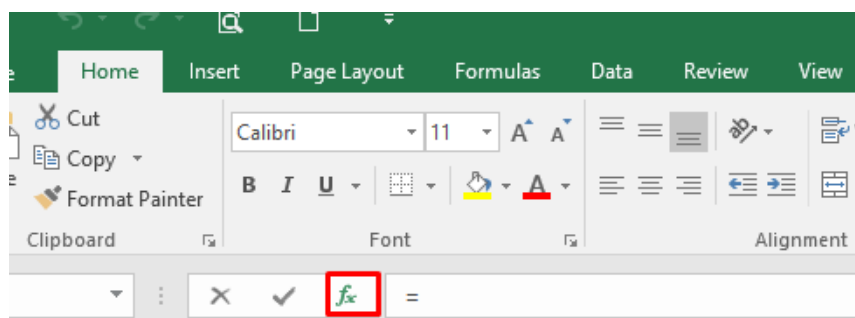 Home Insert Page Layout Formulas Data Review View
Cut
Calibri 11 A A
Copy
B I U A
Format Painter
Clipboard Font Alignment
fx =